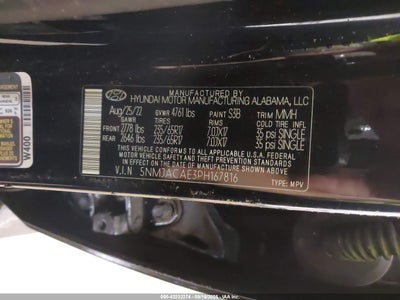 MANUFACTURED BY
HYUNDAI MOTOR MANUFACTURING ALABAMA, LLC
Aug/25/22 GVWR 4761 lbs PAINT S3B TRIM MMH
GAWR TIRES RIMS COLD TIRE INFL
FRONT 2778 lbs 235/65R17 7.0JX17 35 psi SINGLE
REAR 2646 lbs 235/65R17 7.0JX17 35 psi SINGLE
THIS VEHICLE CONFORMS TO ALL APPLICABLE U.S. FEDERAL
MOTOR VEHICLE SAFETY, BUMPER, AND THEFT PREVENTION
STANDARDS IN EFFECT ON THE DATE OF MANUFACTURE SHOWN ABOVE.
V.I.N 5NMJACAE3PH167816 TYPE: MPV
W400